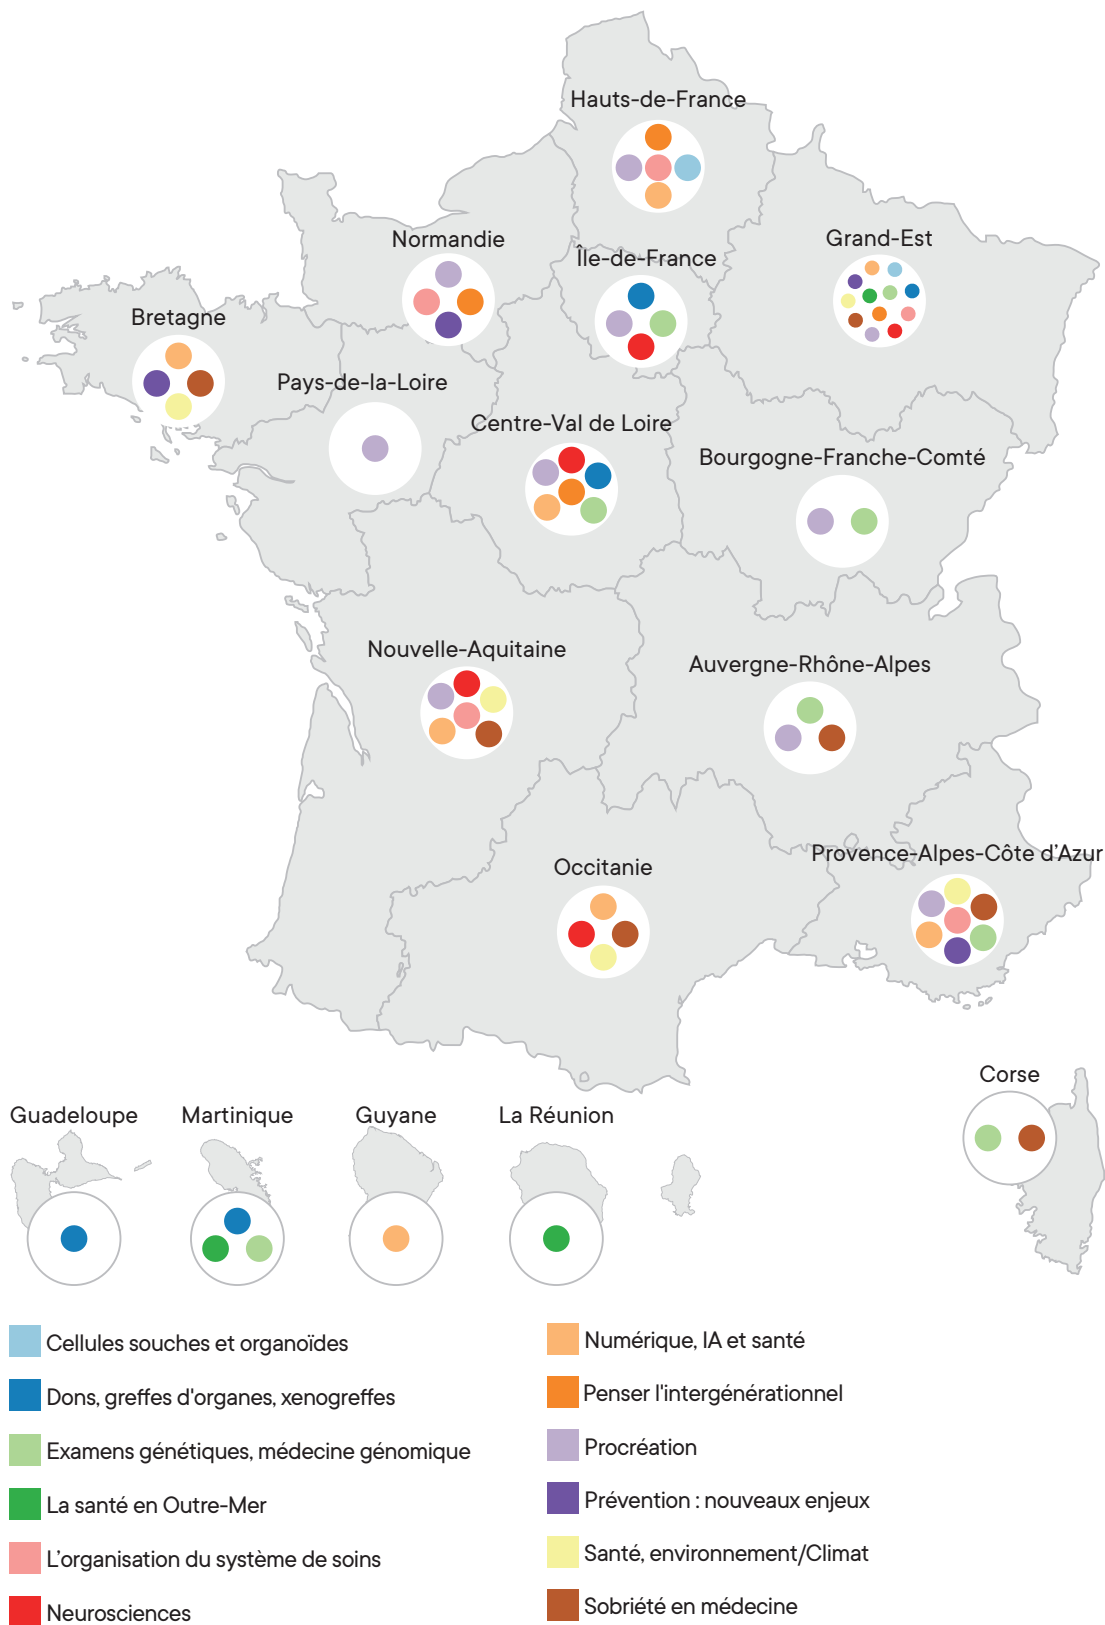 Hauts-de-France
Normandie
Île-de-France
Grand-Est
Bretagne
Pays-de-la-Loire
Centre-Val de Loire
Bourgogne-Franche-Comté
Nouvelle-Aquitaine
Auvergne-Rhône-Alpes
Occitanie
Provence-Alpes-Côte d'Azur
Corse
Guadeloupe
Martinique
Guyane
La Réunion
Cellules souches et organoïdes
Dons, greffes d'organes, xenogreffes
Examens génétiques, médecine génomique
La santé en Outre-Mer
L'organisation du système de soins
Neurosciences
Numérique, IA et santé
Penser l'intergénérationnel
Procréation
Prévention : nouveaux enjeux
Santé, environnement/Climat
Sobriété en médecine